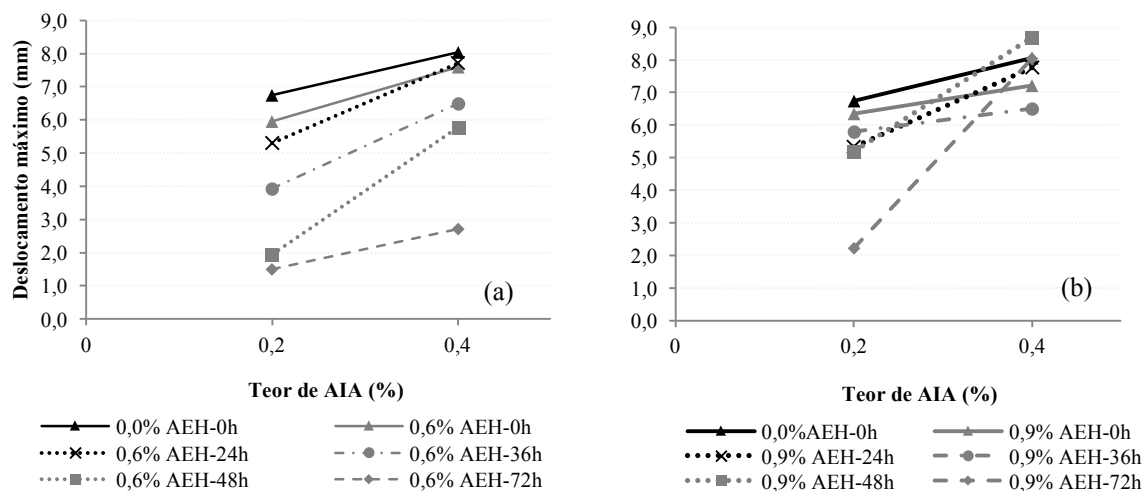 Deslocamento máximo (mm)
9,0
8,0
7,0
6,0
5,0
4,0
3,0
2,0
1,0
0,0
0
0,2
0,4
(a)
Teor de AIA (%)
0,0% AEH-0h
0,6% AEH-0h
0,6% AEH-24h
0,6% AEH-36h
0,6% AEH-48h
0,6% AEH-72h
9,0
8,0
7,0
6,0
5,0
4,0
3,0
2,0
1,0
0,0
0
0,2
0,4
(b)
Teor de AIA (%)
0,0%AEH-0h
0,9% AEH-0h
0,9% AEH-24h
0,9% AEH-36h
0,9% AEH-48h
0,9% AEH-72h